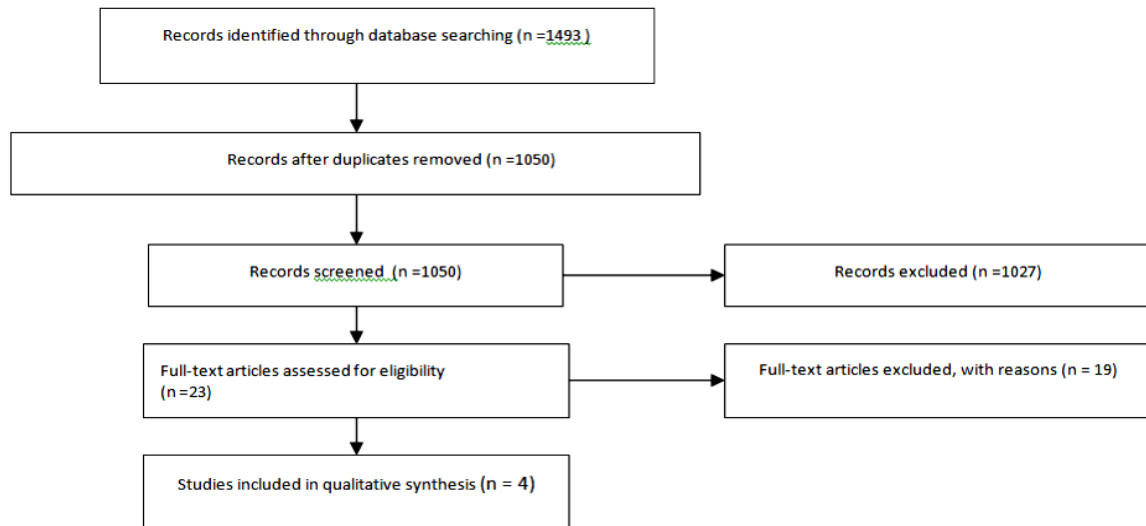 Records identified through database searching (n =1493 )
Records after duplicates removed (n =1050)
Records screened  (n =1050)
Records excluded (n =1027)
Full-text articles assessed for eligibility
(n =23)
Full-text articles excluded, with reasons (n = 19)
Studies included in qualitative synthesis (n = 4)